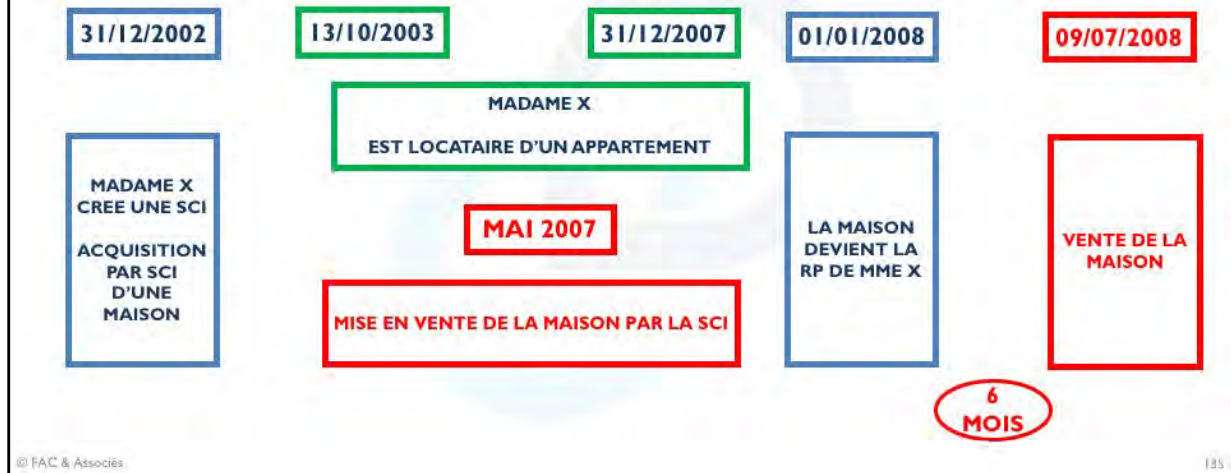 31/12/2002
13/10/2003
31/12/2007
01/01/2008
09/07/2008
MADAME X
EST LOCATAIRE D'UN APPARTEMENT
MADAME X
CREE UNE SCI
ACQUISITION
PAR SCI
D'UNE
MAISON
MAI 2007
MISE EN VENTE DE LA MAISON PAR LA SCI
LA MAISON
DEVIENT LA
RP DE MME X
VENTE DE LA
MAISON
6
MOIS
© FAC & Associés
185